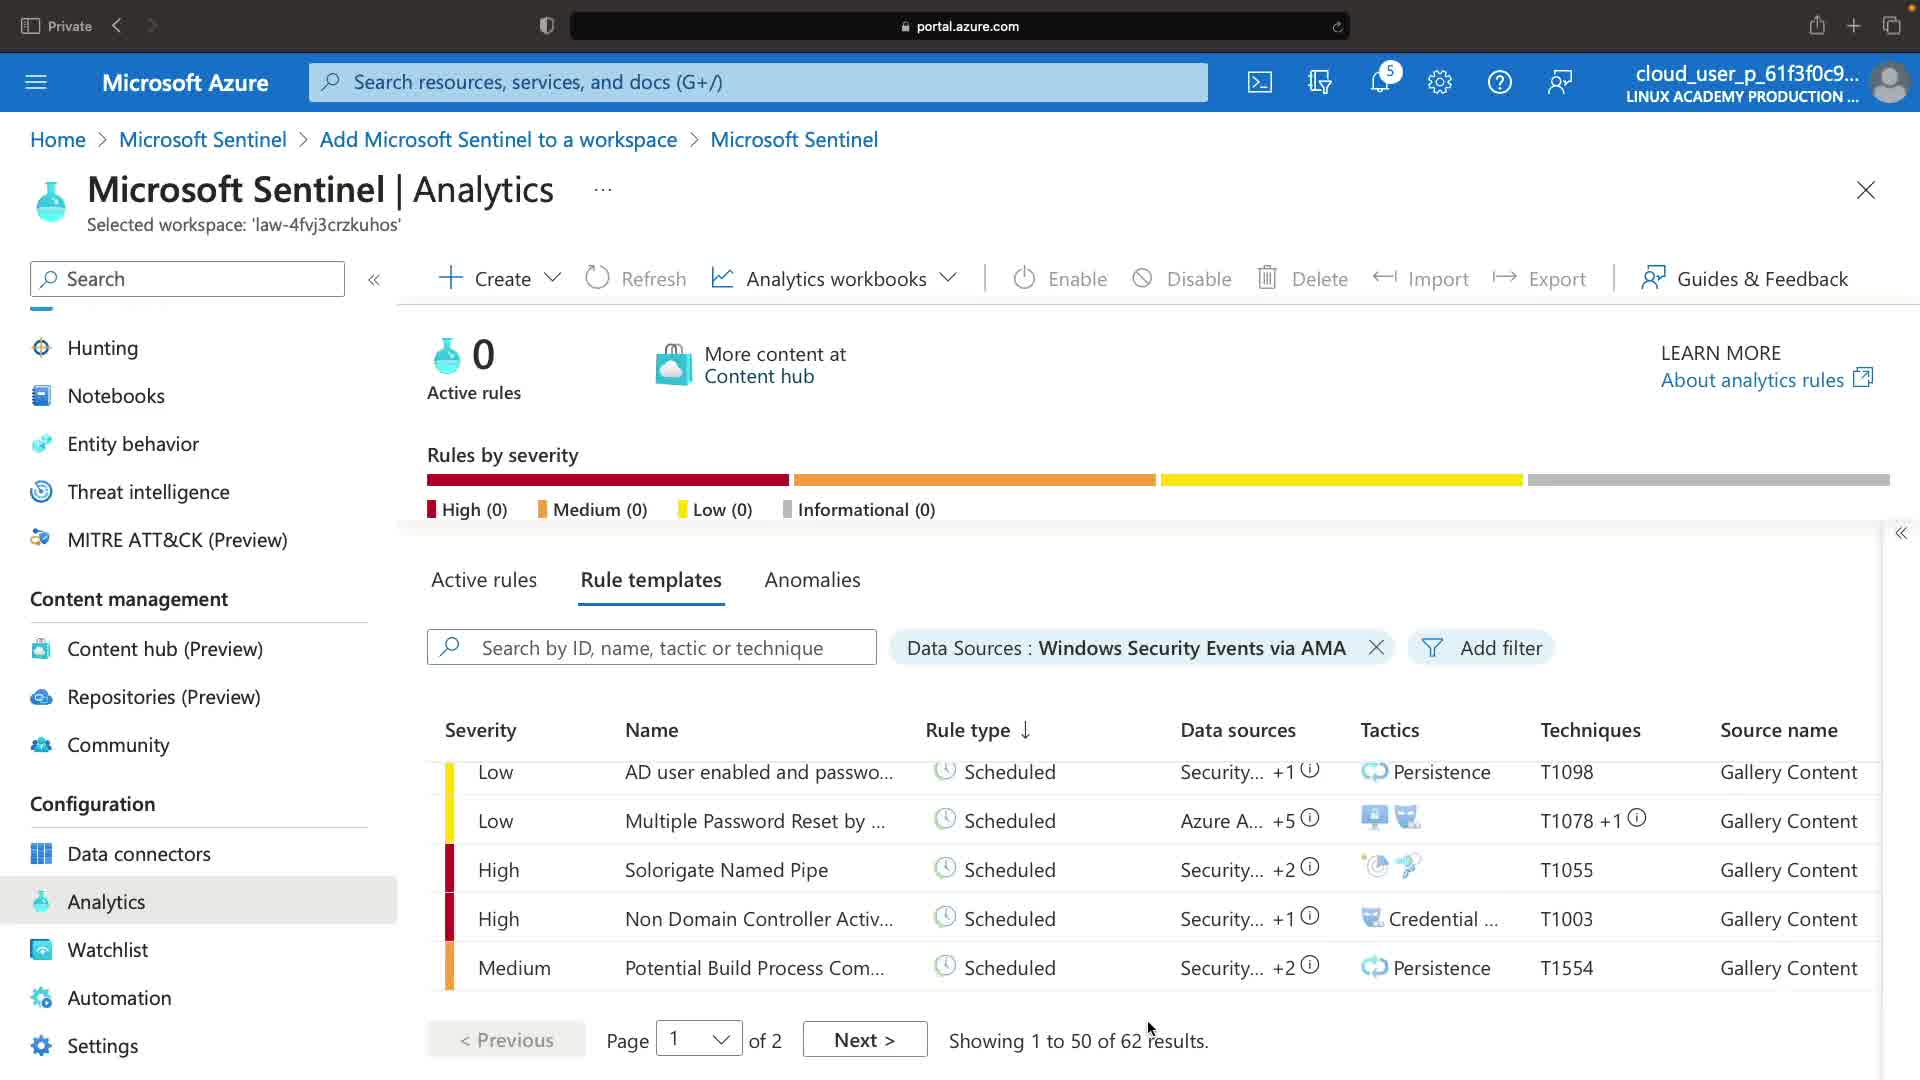 Private
portal.azure.com
Microsoft Azure
Search resources, services, and docs (G+/)
5
cloud_user_p_61f3f0c9...
LINUX ACADEMY PRODUCTION ...
Home > Microsoft Sentinel > Add Microsoft Sentinel to a workspace > Microsoft Sentinel
Microsoft Sentinel | Analytics ...
Selected workspace: 'law-4fvj3crzkuhos'
Search
«
Create
Refresh
Analytics workbooks
Enable
Disable
Delete
Import
Export
Guides & Feedback
Hunting
Notebooks
Entity behavior
Threat intelligence
MITRE ATT&CK (Preview)
Content management
Content hub (Preview)
Repositories (Preview)
Community
Configuration
Data connectors
Analytics
Watchlist
Automation
Settings
0
Active rules
More content at
Content hub
LEARN MORE
About analytics rules
Rules by severity
High (0) Medium (0) Low (0) Informational (0)
«
Active rules Rule templates Anomalies
Search by ID, name, tactic or technique
Data Sources : Windows Security Events via AMA
Add filter
Severity Name Rule type ↓ Data sources Tactics Techniques Source name
Low AD user enabled and passwo... Scheduled Security... +1 Persistence T1098 Gallery Content
Low Multiple Password Reset by ... Scheduled Azure A... +5 T1078 +1 Gallery Content
High Solorigate Named Pipe Scheduled Security... +2 T1055 Gallery Content
High Non Domain Controller Activ... Scheduled Security... +1 Credential ... T1003 Gallery Content
Medium Potential Build Process Com... Scheduled Security... +2 Persistence T1554 Gallery Content
< Previous Page 1 of 2 Next > Showing 1 to 50 of 62 results.